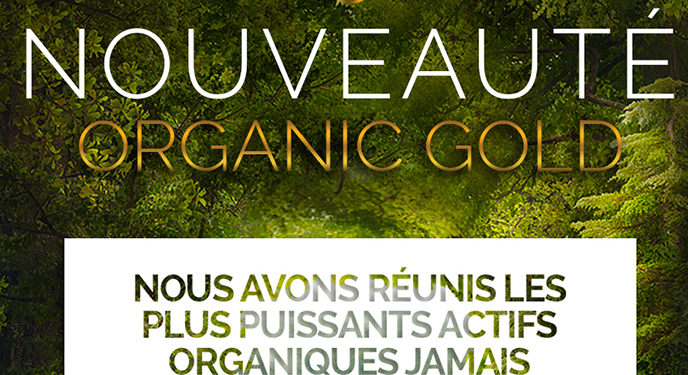 NOUVEAUTÉ
ORGANIC GOLD
NOUS AVONS RÉUNIS LES
PLUS PUISSANTS ACTIFS
ORGANIQUES JAMAIS